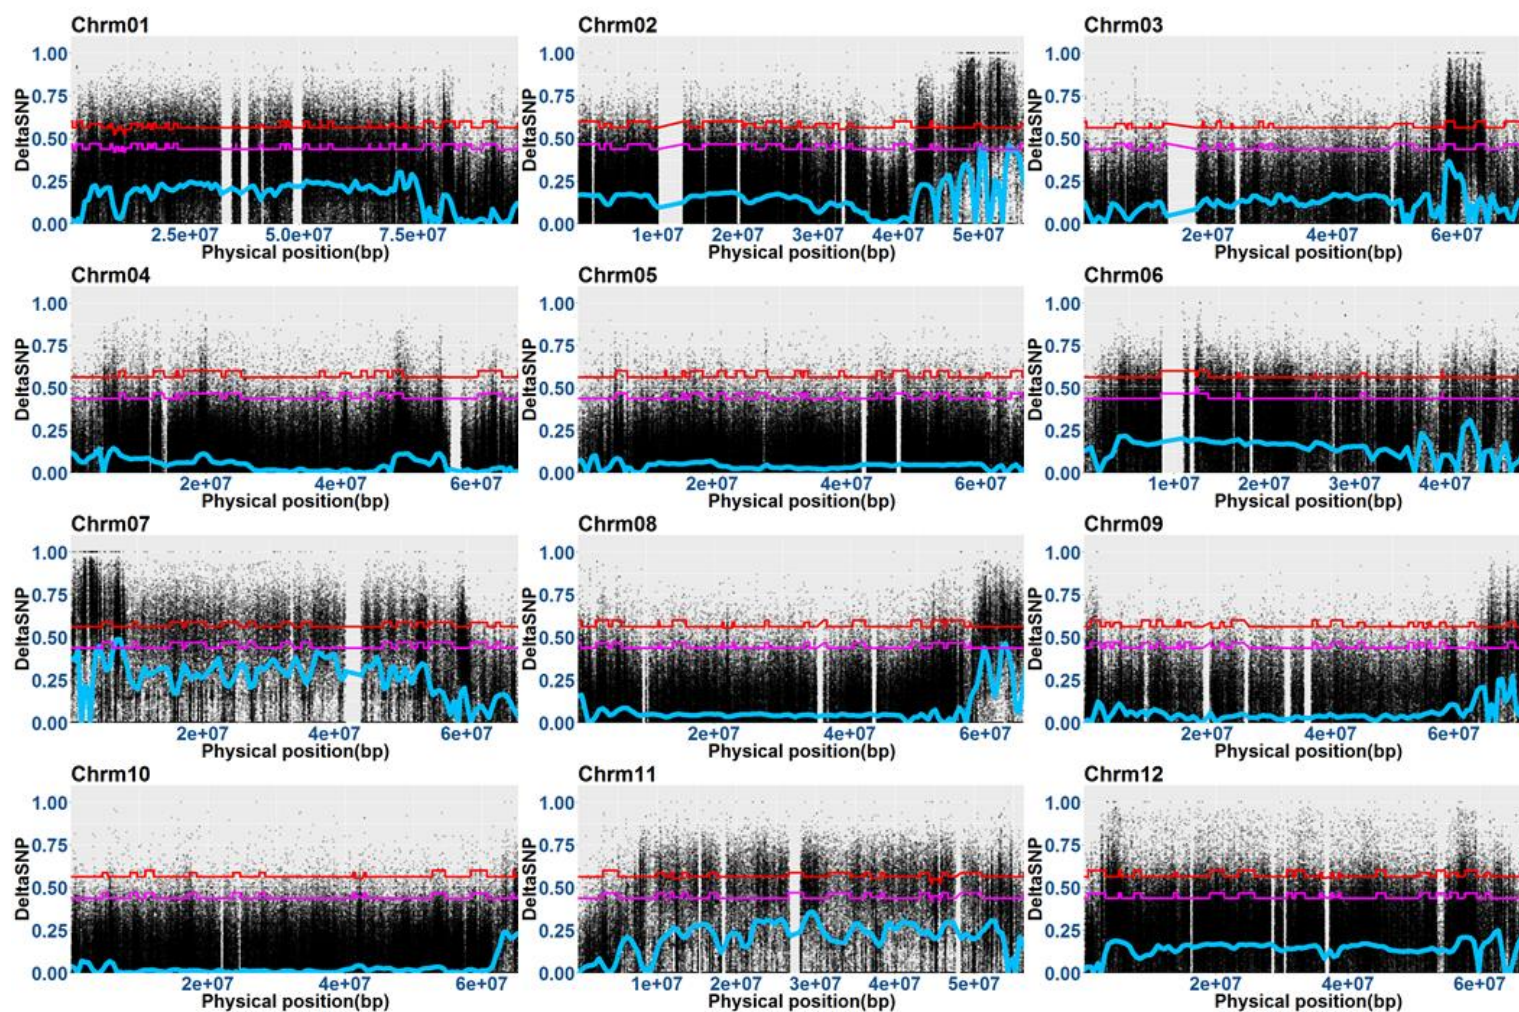 Chrm01 Chrm02 Chrm03
DeltaSNP DeltaSNP DeltaSNP
1.00 1.00 1.00
0.75 0.75 0.75
0.50 0.50 0.50
0.25 0.25 0.25
0.00 0.00 0.00
2.5e+07 5.0e+07 7.5e+07 1e+07 2e+07 3e+07 4e+07 5e+07 2e+07 4e+07 6e+07
Physical position(bp) Physical position(bp) Physical position(bp)
Chrm04 Chrm05 Chrm06
DeltaSNP DeltaSNP DeltaSNP
1.00 1.00 1.00
0.75 0.75 0.75
0.50 0.50 0.50
0.25 0.25 0.25
0.00 0.00 0.00
2e+07 4e+07 6e+07 2e+07 4e+07 6e+07 1e+07 2e+07 3e+07 4e+07
Physical position(bp) Physical position(bp) Physical position(bp)
Chrm07 Chrm08 Chrm09
DeltaSNP DeltaSNP DeltaSNP
1.00 1.00 1.00
0.75 0.75 0.75
0.50 0.50 0.50
0.25 0.25 0.25
0.00 0.00 0.00
2e+07 4e+07 6e+07 2e+07 4e+07 6e+07 2e+07 4e+07 6e+07
Physical position(bp) Physical position(bp) Physical position(bp)
Chrm10 Chrm11 Chrm12
DeltaSNP DeltaSNP DeltaSNP
1.00 1.00 1.00
0.75 0.75 0.75
0.50 0.50 0.50
0.25 0.25 0.25
0.00 0.00 0.00
2e+07 4e+07 6e+07 1e+07 2e+07 3e+07 4e+07 5e+07 2e+07 4e+07 6e+07
Physical position(bp) Physical position(bp) Physical position(bp)